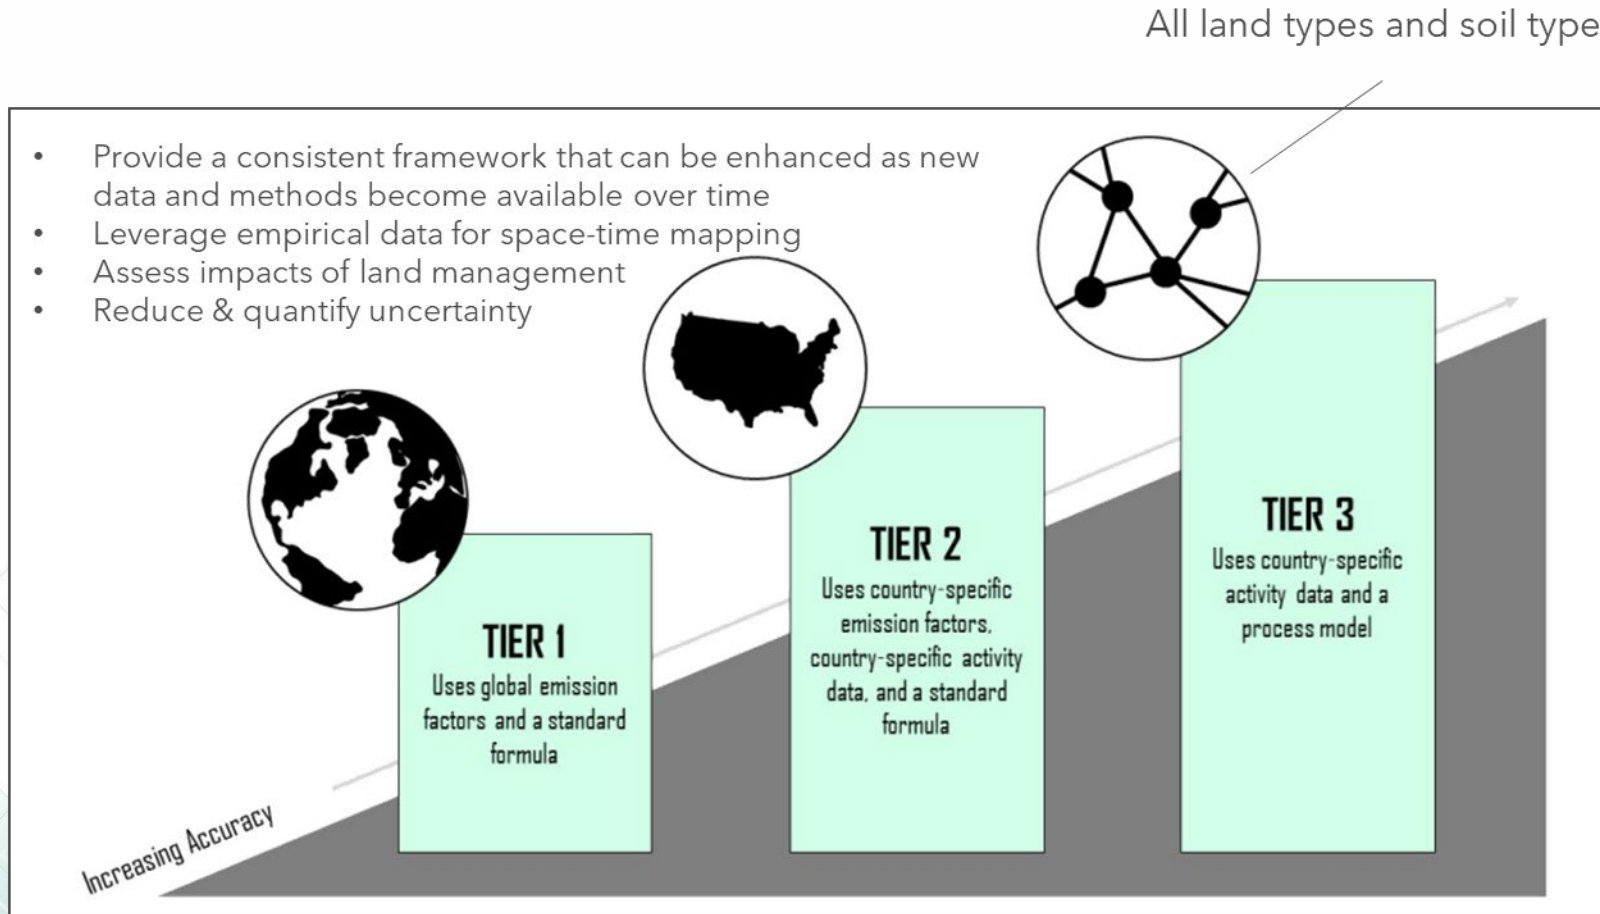 All land types and soil type
• Provide a consistent framework that can be enhanced as new
data and methods become available over time
• Leverage empirical data for space-time mapping
• Assess impacts of land management
• Reduce & quantify uncertainty
TIER 1
Uses global emission
factors and a standard
formula
TIER 2
Uses country-specific
emission factors,
country-specific activity
data, and a standard
formula
TIER 3
Uses country-specific
activity data and a
process model
Increasing Accuracy